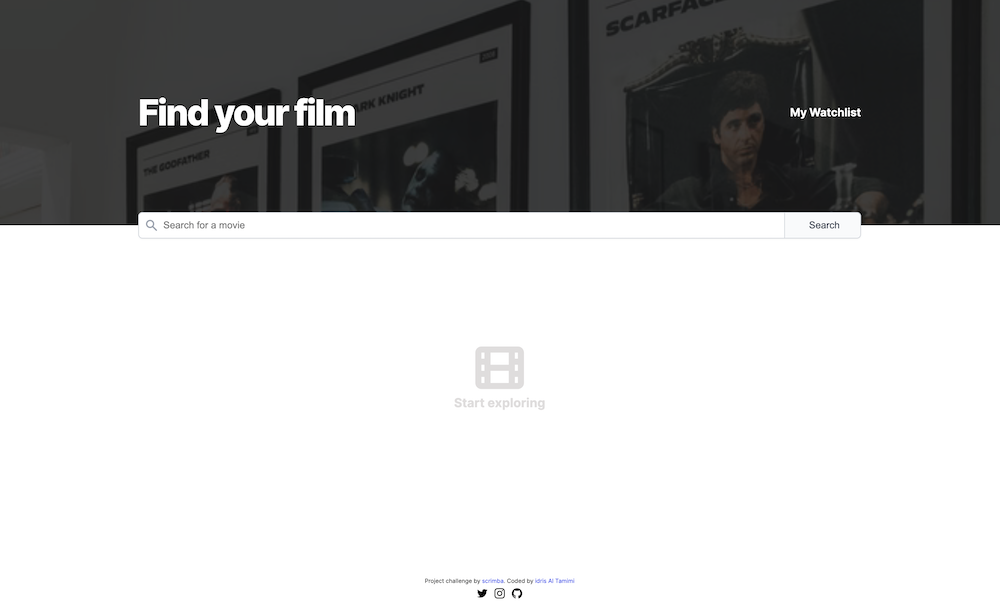 SCARFAC
DARK KNIGHT
THE GODFATHER
Find your film
My Watchlist
Search for a movie
Search
Start exploring
Project challenge by scrimba. Coded by idris Al Tamimi